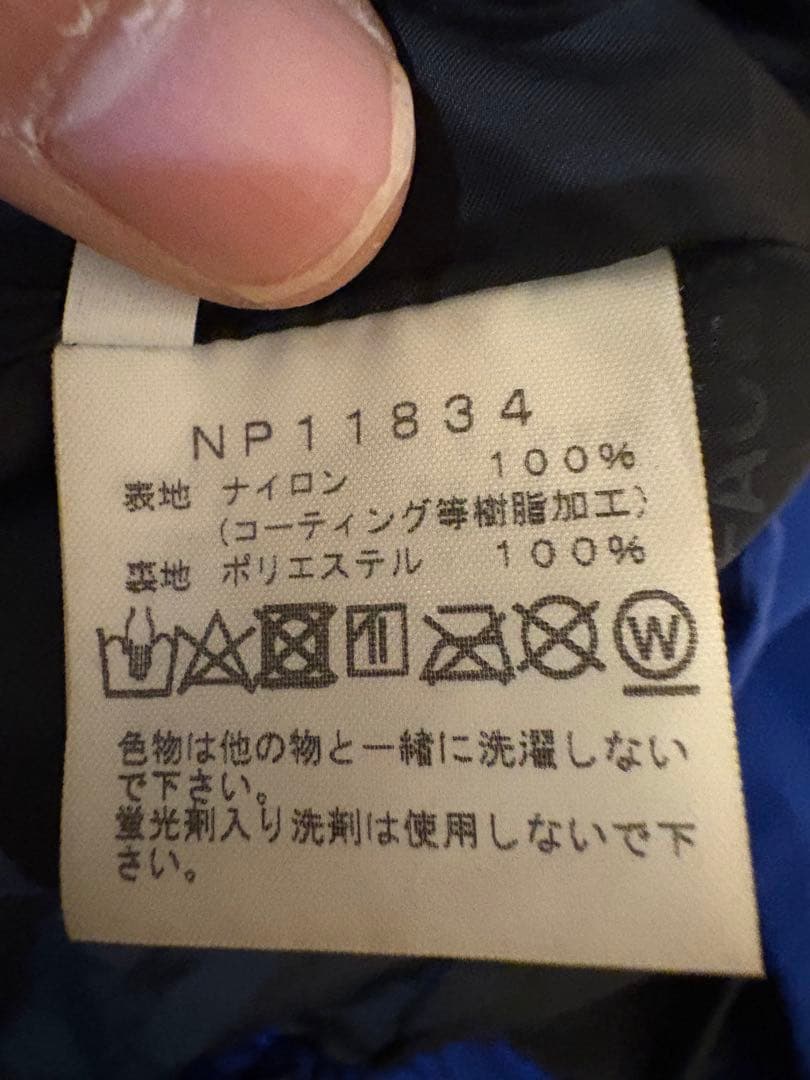 NP11834
表地 ナイロン 100%
(コーティング等樹脂加工)
裏地 ポリエステル 100%
W
色物は他の物と一緒に洗濯しない
で下さい。
蛍光剤入り洗剤は使用しないで下
さい。